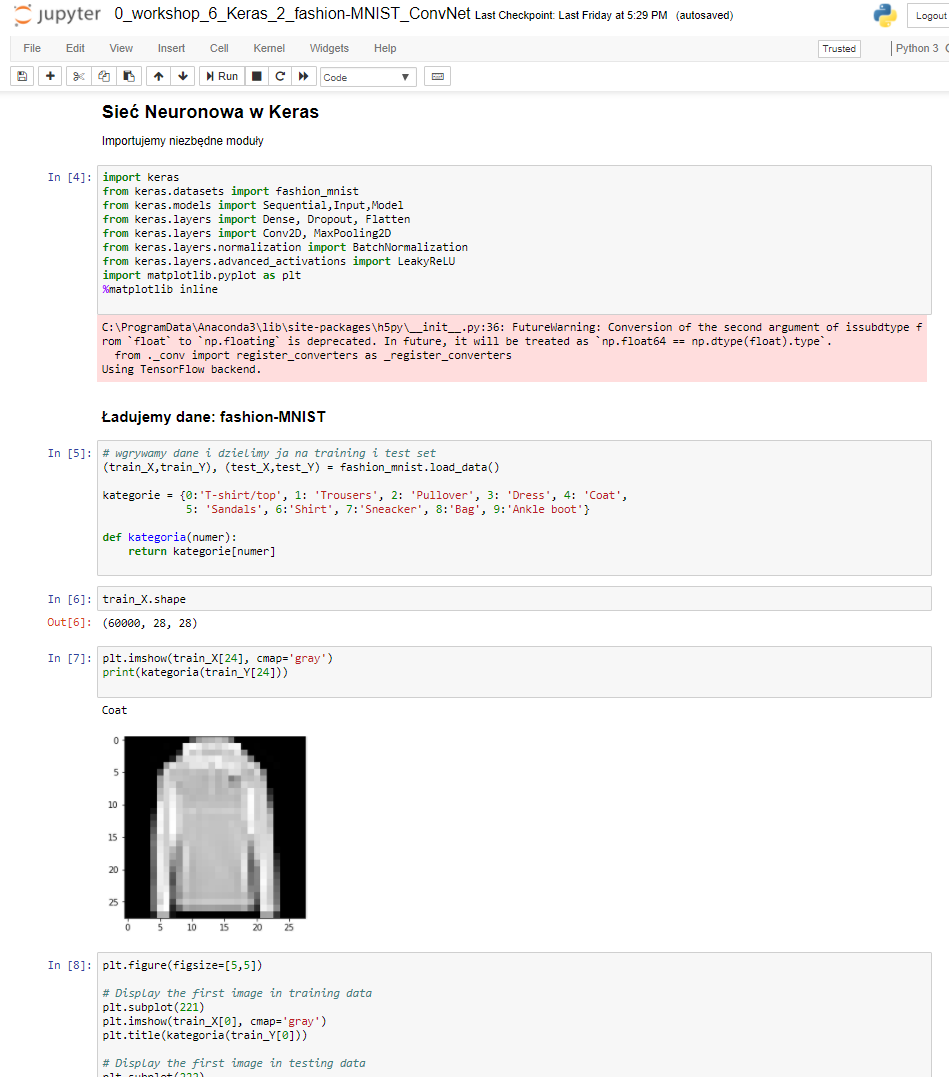 jupyter 0_workshop_6_Keras_2_fashion-MNIST_ConvNet Last Checkpoint: Last Friday at 5:29 PM (autosaved)
Logout
File Edit View Insert Cell Kernel Widgets Help
Trusted
Python 3
Run
Code
Sieć Neuronowa w Keras
Importujemy niezbędne moduły
In [4]: import keras
from keras.datasets import fashion_mnist
from keras.models import Sequential,Input,Model
from keras.layers import Dense, Dropout, Flatten
from keras.layers import Conv2D, MaxPooling2D
from keras.layers.normalization import BatchNormalization
from keras.layers.advanced_activations import LeakyReLU
import matplotlib.pyplot as plt
%matplotlib inline
C:\ProgramData\Anaconda3\lib\site-packages\h5py\__init__.py:36: FutureWarning: Conversion of the second argument of issubdtype f
rom `float` to `np.floating` is deprecated. In future, it will be treated as `np.float64 == np.dtype(float).type`.
from ._conv import register_converters as _register_converters
Using TensorFlow backend.
Ładujemy dane: fashion-MNIST
In [5]: # wgrywamy dane i dzielimy ja na training i test set
(train_X,train_Y), (test_X,test_Y) = fashion_mnist.load_data()
kategorie = {0:'T-shirt/top', 1: 'Trousers', 2: 'Pullover', 3: 'Dress', 4: 'Coat',
5: 'Sandals', 6:'Shirt', 7:'Sneacker', 8:'Bag', 9:'Ankle boot'}
def kategoria(numer):
return kategorie[numer]
In [6]: train_X.shape
Out[6]: (60000, 28, 28)
In [7]: plt.imshow(train_X[24], cmap='gray')
print(kategoria(train_Y[24]))
Coat
0
5
10
15
20
25
0 5 10 15 20 25
In [8]: plt.figure(figsize=[5,5])
# Display the first image in training data
plt.subplot(221)
plt.imshow(train_X[0], cmap='gray')
plt.title(kategoria(train_Y[0]))
# Display the first image in testing data
plt.subplot(222)